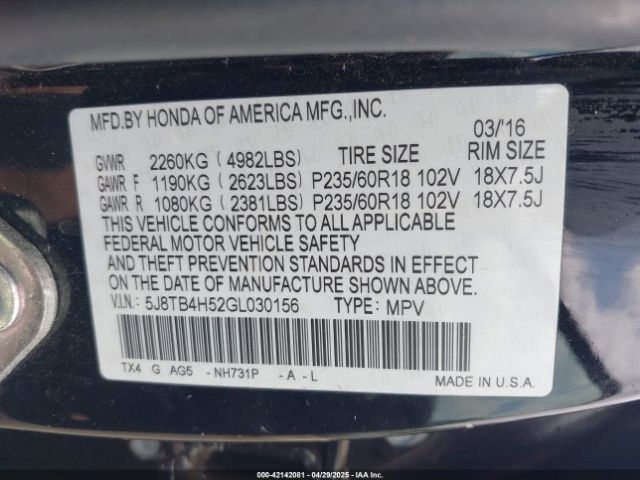 MFD.BY HONDA OF AMERICA MFG.,INC.
03/'16
GVWR 2260KG ( 4982LBS) TIRE SIZE RIM SIZE
GAWR F 1190KG ( 2623LBS) P235/60R18 102V 18X7.5J
GAWR R 1080KG ( 2381LBS) P235/60R18 102V 18X7.5J
THIS VEHICLE CONFORMS TO ALL APPLICABLE
FEDERAL MOTOR VEHICLE SAFETY
AND THEFT PREVENTION STANDARDS IN EFFECT
ON THE DATE OF MANUFACTURE SHOWN ABOVE.
V.I.N.: 5J8TB4H52GL030156 TYPE: MPV
TX4 G AG5 -NH731P -A-L
MADE IN U.S.A.
000-42142081 - 04/29/2025 - IAA Inc.